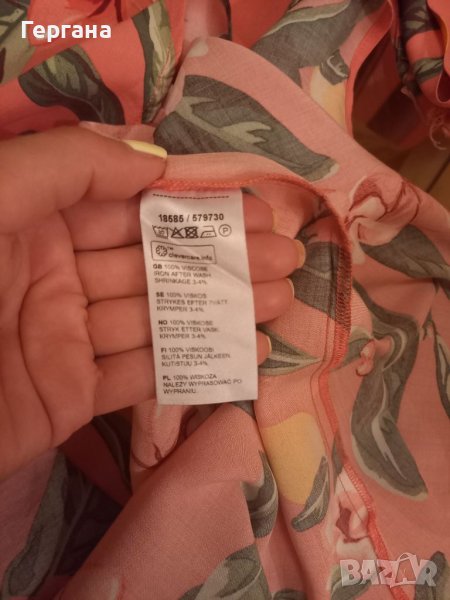 Гергана
18585 / 579730
clevercare.info
GB 100% VISCOSE
IRON AFTER WASH
SHRINKAGE 3-4%
SE 100% VISKOS
STRYKES EFTER TVÄTT.
KRYMPER 3-4%
NO 100% VISKOSE
STRYK ETTER VASK.
KRYMPER 3-4%
FI 100% VISKOOSI
SILITÄ PESUN JÄLKEEN
KUTISTUU 3-4%
PL 100% WISKOZA
NALEŻY WYPRASOWAĆ PO
WYPRANIU
BAZAR